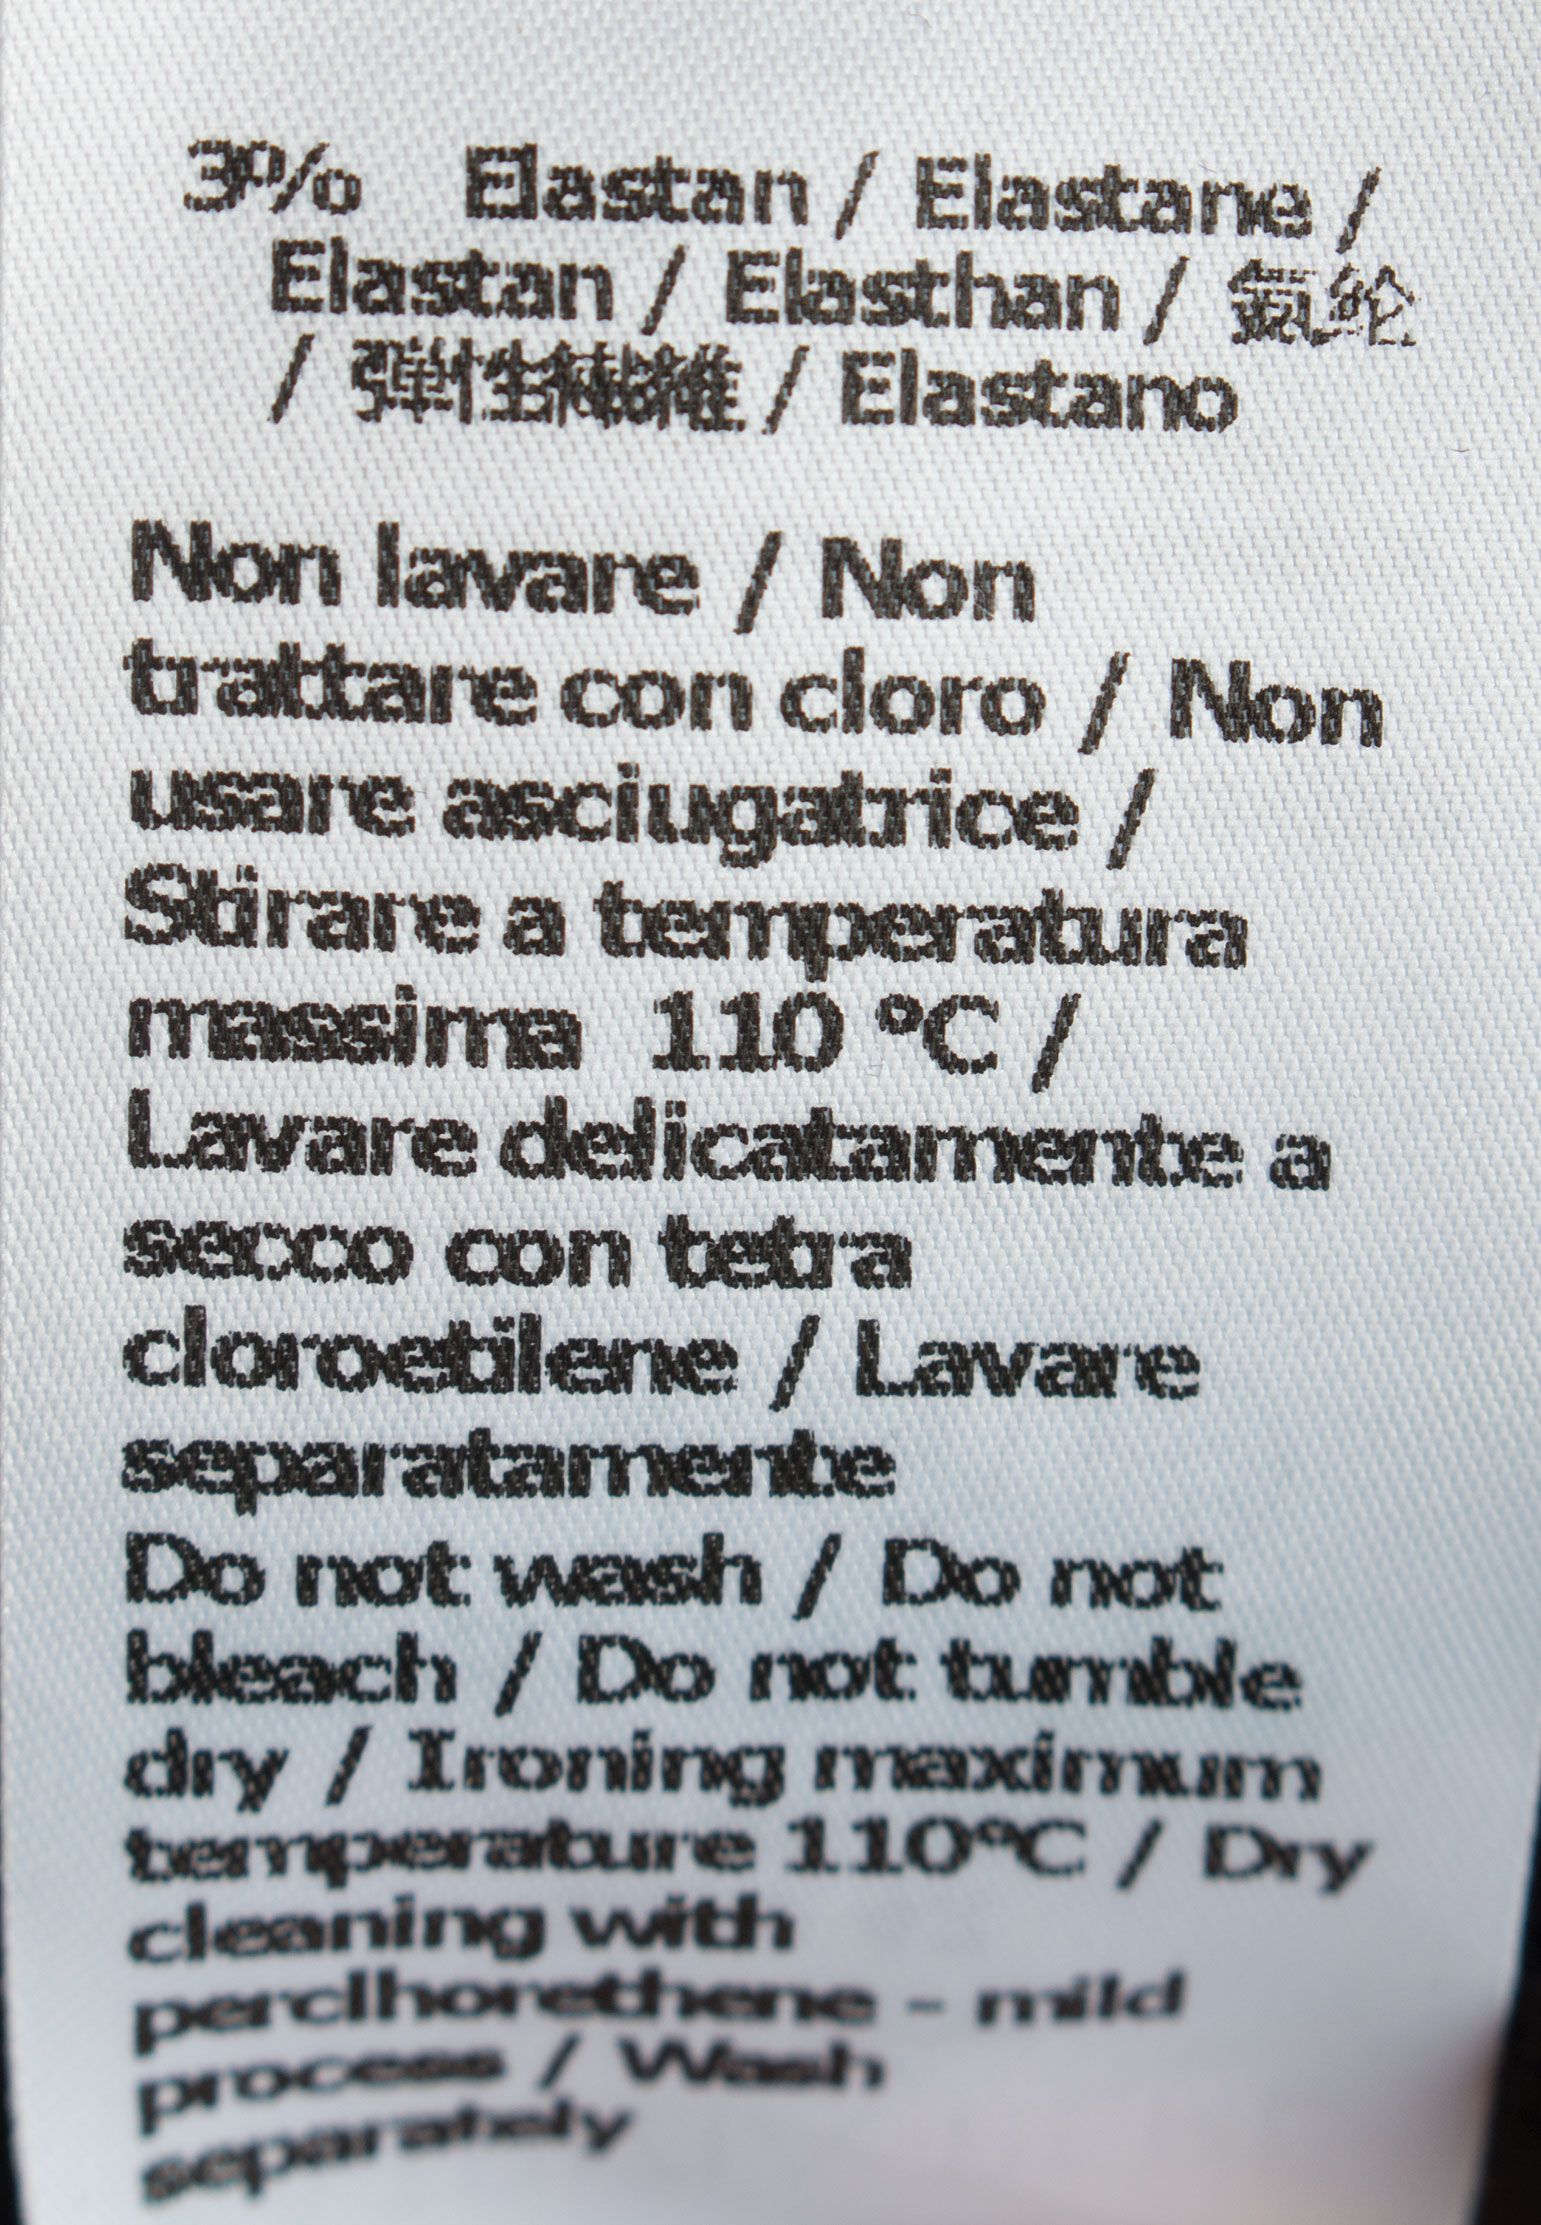 3% Elastan / Elastane /
Elastan / Elasthan / 氨纶
/ 弾性繊維 / Elastano
Non lavare / Non
trattare con cloro / Non
usare asciugatrice /
Stirare a temperatura
massima 110 °C /
Lavare delicatamente a
secco con tetra
cloroetilene / Lavare
separatamente
Do not wash / Do not
bleach / Do not tumble
dry / Ironing maximum
temperature 110°C / Dry
cleaning with
perclhorethene - mild
process / Wash
separately